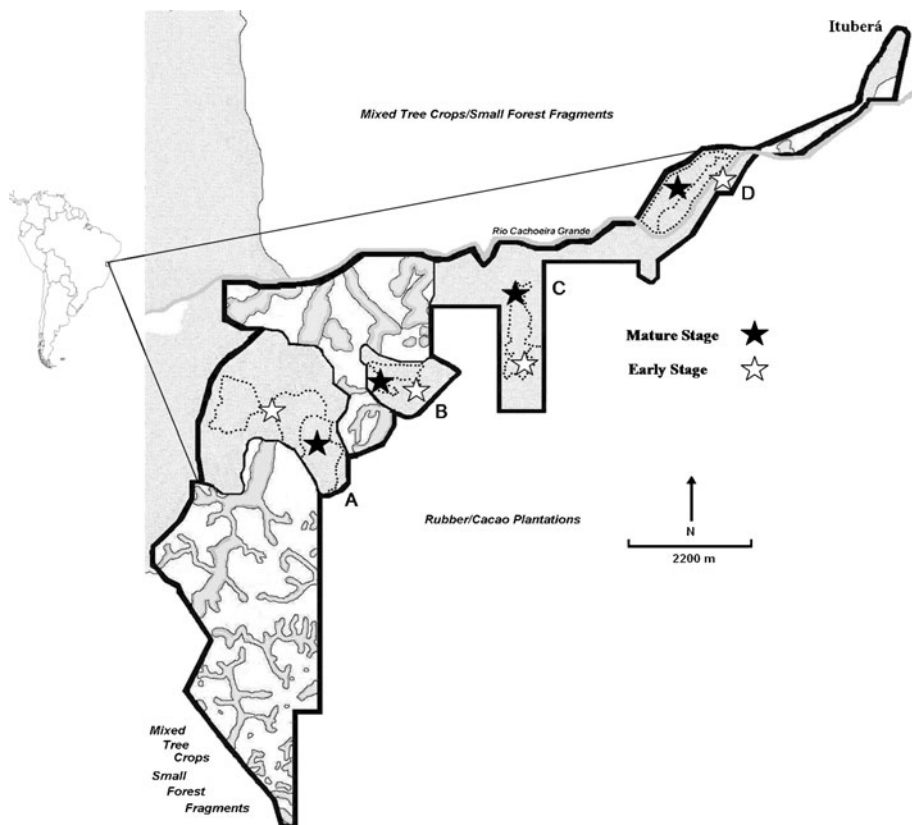 Ituberá
Mixed Tree Crops/Small Forest Fragments
D
Rio Cachoeira Grande
C
Mature Stage
Early Stage
B
A
Rubber/Cacao Plantations
N
2200 m
Mixed
Tree
Crops
Small
Forest
Fragments